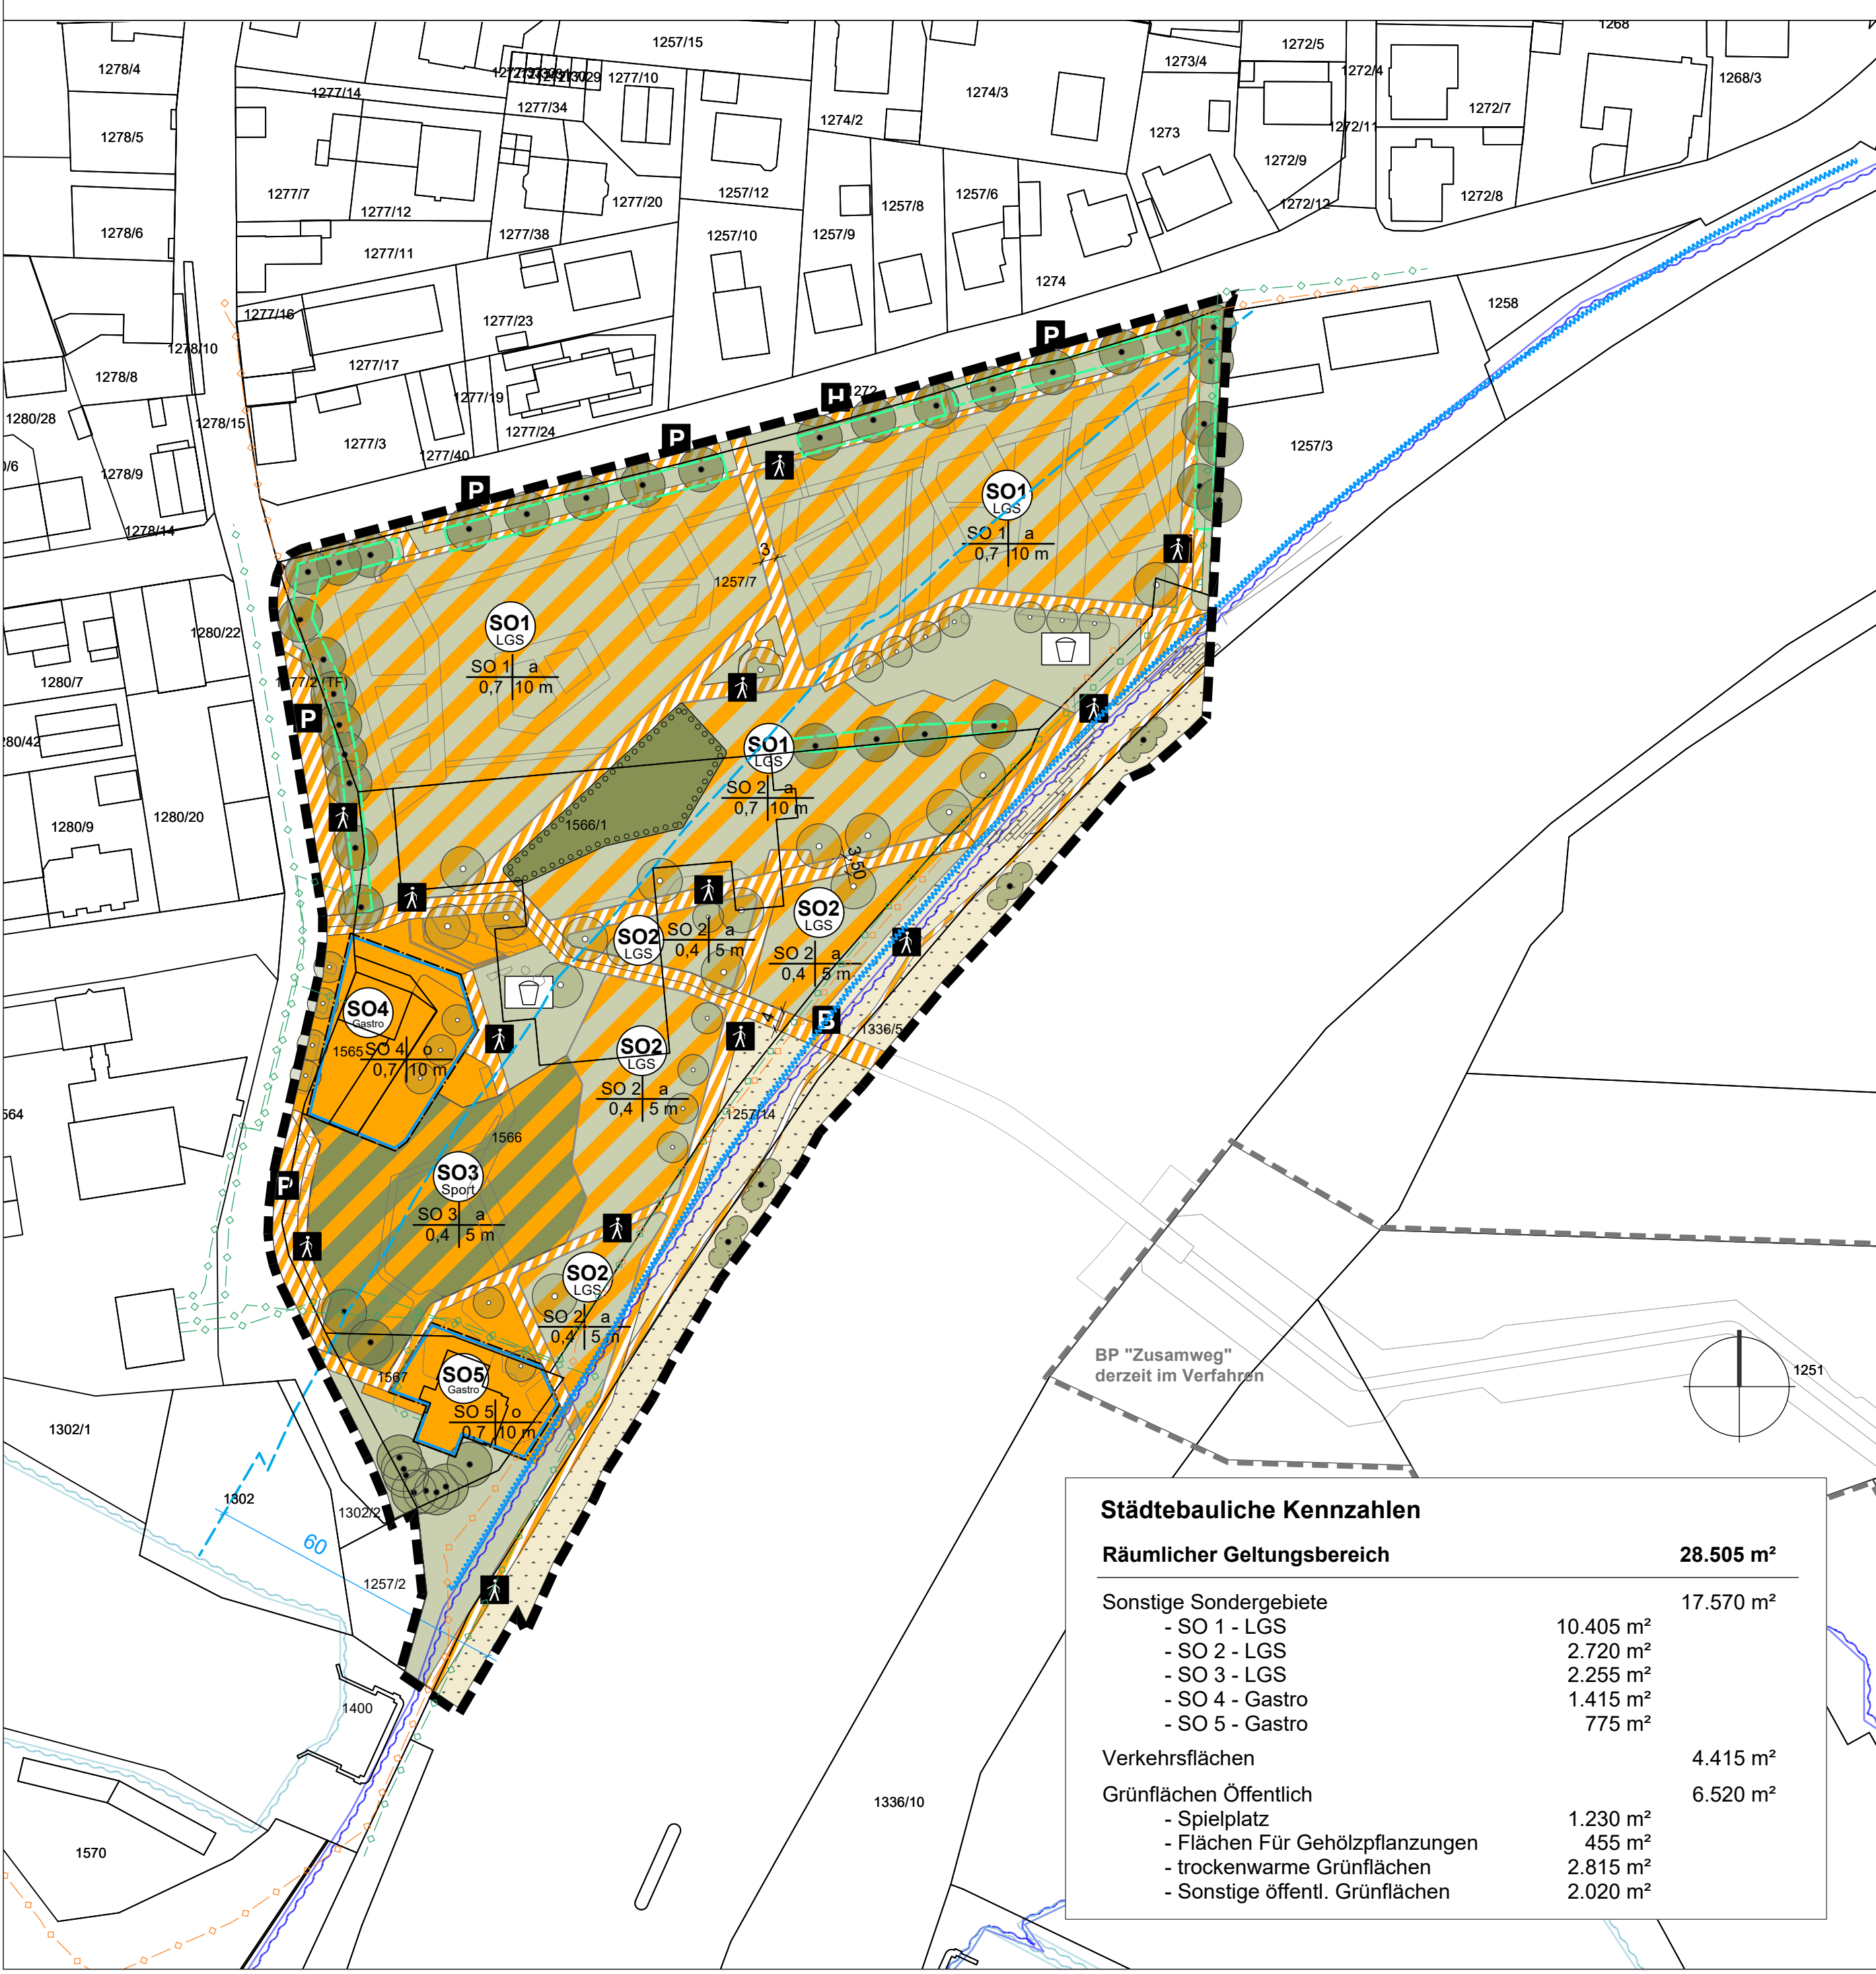 1268
1257/15
1272/5
1278/4
1277/10
1272/4
1268/3
1273/4
1277/14
1274/3
1277/34
1272/7
1274/2
1278/5
1273
1272/11
1272/9
1277/7
1257/12
1257/6
1272/8
1277/20
1272/12
1277/12
1257/8
1278/6
1277/38
1257/10
1257/9
1277/11
1274
1258
1277/16
1277/23
1278/10
P
1277/17
1278/8
1272
H
1277/19
1280/28
1278/15
1277/24
P
1277/3
1257/3
1277/40
1278/9
P
SO1
LGS
1278/14
SO 1 a
0,7 10 m
3
1257/7
SO1
LGS
1280/22
SO 1 a
0,7 10 m
1280/7
P
SO1
LGS
280/42
SO 2 a
0,7 10 m
1280/20
1280/9
1566/1
3,50
SO2
LGS
SO2
LGS
SO 2 a
0,4 5 m
SO 2 a
0,4 5 m
SO4
Gastro
4
B
1336/5
1565
SO 4 o
0,7 10 m
SO2
LGS
SO 2 a
0,4 5 m
564
1257/14
1566
SO3
Sport
P
SO 3 a
0,4 5 m
SO2
LGS
SO 2 a
0,4 5 m
BP "Zusamweg"
derzeit im Verfahren
1251
1567
SO5
Gastro
SO 5 o
0,7 10 m
1302/1
1302
1302/2
60
1257/2
1400
1336/10
1570
Städtebauliche Kennzahlen
Räumlicher Geltungsbereich 28.505 m²
Sonstige Sondergebiete 17.570 m²
- SO 1 - LGS 10.405 m²
- SO 2 - LGS 2.720 m²
- SO 3 - LGS 2.255 m²
- SO 4 - Gastro 1.415 m²
- SO 5 - Gastro 775 m²
Verkehrsflächen 4.415 m²
Grünflächen Öffentlich 6.520 m²
- Spielplatz 1.230 m²
- Flächen Für Gehölzpflanzungen 455 m²
- trockenwarme Grünflächen 2.815 m²
- Sonstige öffentl. Grünflächen 2.020 m²